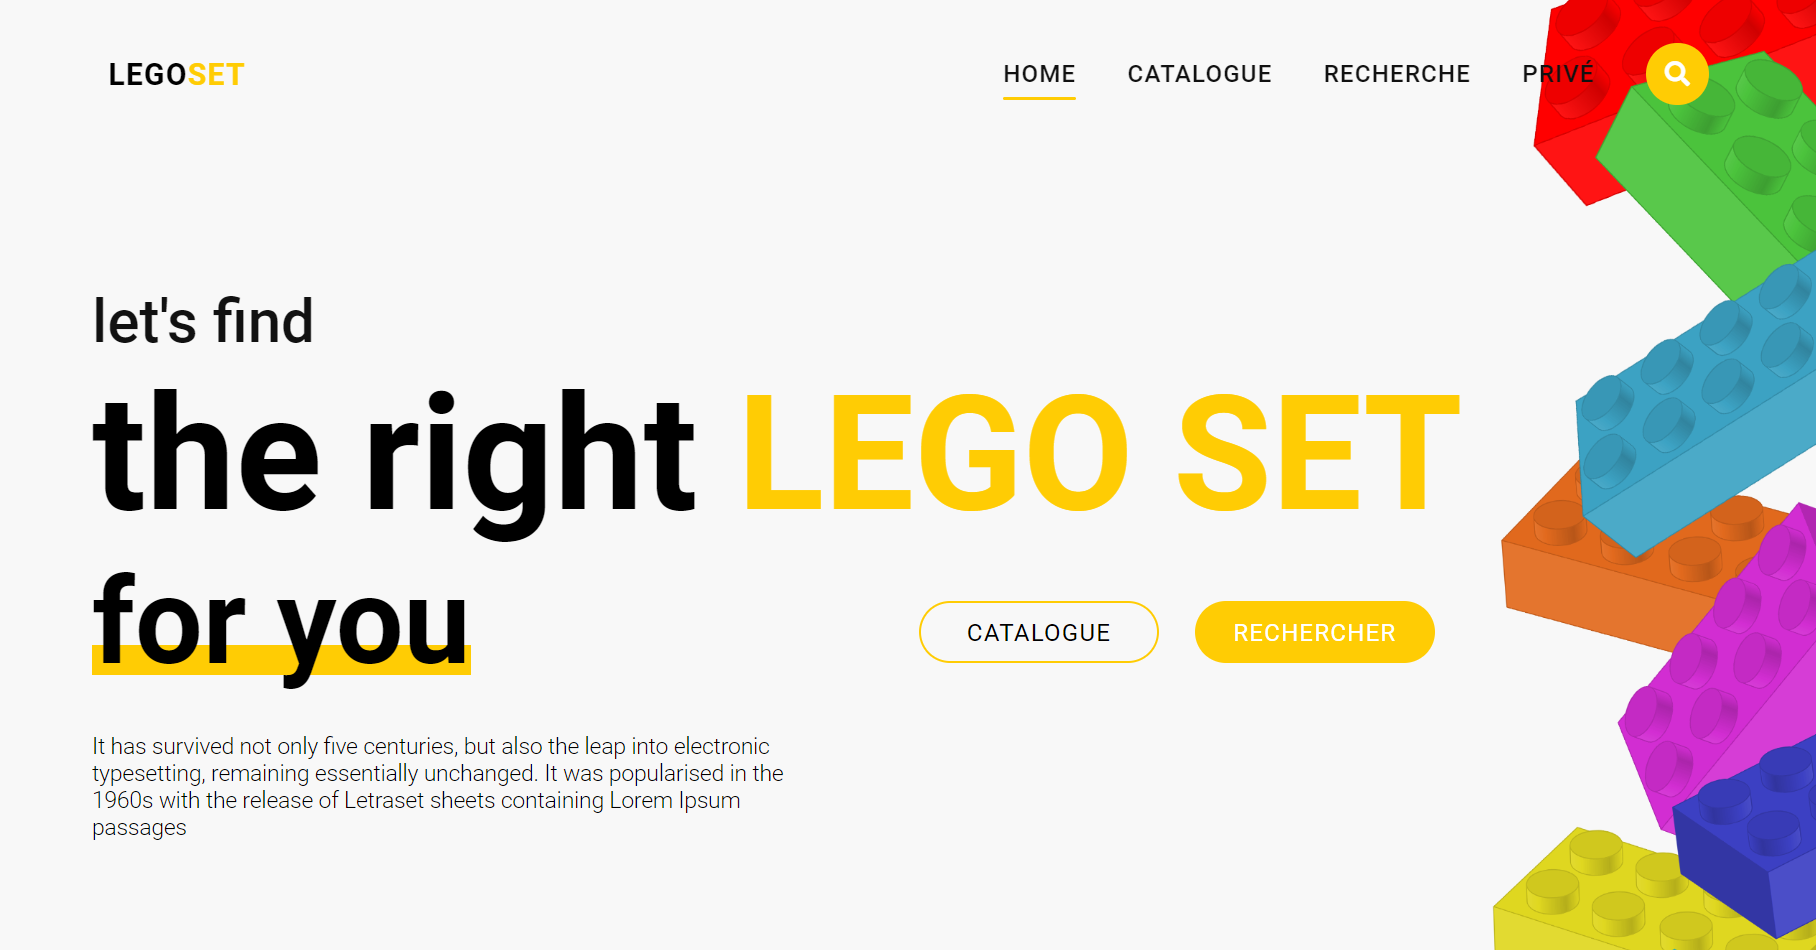 LEGOSET
HOME CATALOGUE RECHERCHE PRIVÉ
let's find
the right LEGO SET
for you
CATALOGUE RECHERCHER
It has survived not only five centuries, but also the leap into electronic
typesetting, remaining essentially unchanged. It was popularised in the
1960s with the release of Letraset sheets containing Lorem Ipsum
passages